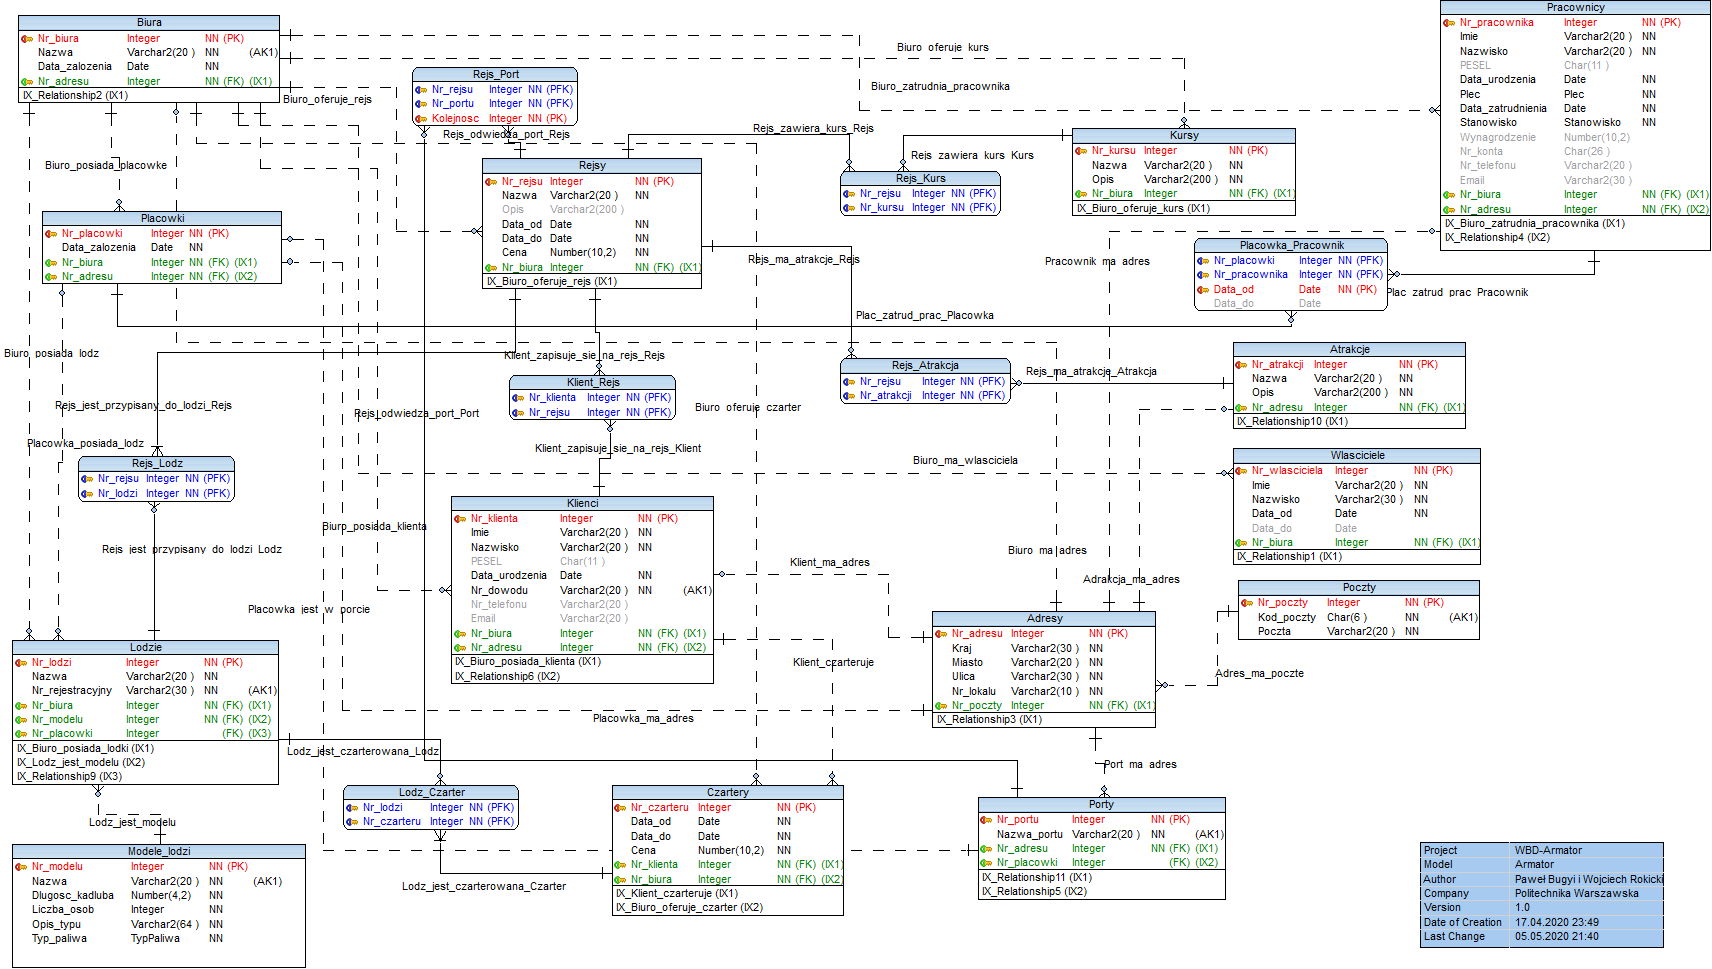 Biura
Nr_biura Integer NN (PK)
Nazwa Varchar2(20 ) NN (AK1)
Data_zalozenia Date NN
Nr_adresu Integer NN (FK) (IX1)
IX_Relationship2 (IX1)
Rejs_Port
Nr_rejsu Integer NN (PFK)
Nr_portu Integer NN (PFK)
Kolejnosc Integer NN (PK)
Biuro oferuje kurs
Biuro_zatrudnia_pracownika
Biuro_oferuje_rejs
Pracownicy
Nr_pracownika Integer NN (PK)
Imie Varchar2(20 ) NN
Nazwisko Varchar2(20 ) NN
PESEL Char(11 )
Data_urodzenia Date NN
Plec Plec NN
Data_zatrudnienia Date NN
Stanowisko Stanowisko NN
Wynagrodzenie Number(10,2)
Nr_konta Char(26 )
Nr_telefonu Varchar2(20 )
Email Varchar2(30 )
Nr_biura Integer NN (FK) (IX1)
Nr_adresu Integer NN (FK) (IX2)
IX_Biuro_zatrudnia_pracownika (IX1)
IX_Relationship4 (IX2)
Rejs_odwiedza_port_Rejs
Rejs_zawiera_kurs_Rejs
Rejs zawiera kurs Kurs
Kursy
Nr_kursu Integer NN (PK)
Nazwa Varchar2(20 ) NN
Opis Varchar2(200 ) NN
Nr_biura Integer NN (FK) (IX1)
IX_Biuro_oferuje_kurs (IX1)
Biuro_posiada_placowke
Rejsy
Nr_rejsu Integer NN (PK)
Nazwa Varchar2(20 ) NN
Opis Varchar2(200 )
Data_od Date NN
Data_do Date NN
Cena Number(10,2) NN
Nr_biura Integer NN (FK) (IX1)
IX_Biuro_oferuje_rejs (IX1)
Rejs_Kurs
Nr_rejsu Integer NN (PFK)
Nr_kursu Integer NN (PFK)
Placowki
Nr_placowki Integer NN (PK)
Data_zalozenia Date NN
Nr_biura Integer NN (FK) (IX1)
Nr_adresu Integer NN (FK) (IX2)
Placowka_Pracownik
Nr_placowki Integer NN (PFK)
Nr_pracownika Integer NN (PFK)
Data_od Date NN (PK)
Data_do Date
Rejs_ma_atrakcje_Rejs
Pracownik ma adres
Plac zatrud prac Pracownik
Plac_zatrud_prac_Placowka
Biuro posiada lodz
Klient_zapisuje_sie_na_rejs_Rejs
Rejs_Atrakcja
Nr_rejsu Integer NN (PFK)
Nr_atrakcji Integer NN (PFK)
Rejs_ma_atrakcje_Atrakcja
Atrakcje
Nr_atrakcji Integer NN (PK)
Nazwa Varchar2(20 ) NN
Opis Varchar2(200 ) NN
Nr_adresu Integer NN (FK) (IX1)
IX_Relationship10 (IX1)
Klient_Rejs
Nr_klienta Integer NN (PFK)
Nr_rejsu Integer NN (PFK)
Rejs_jest_przypisany_do_lodzi_Rejs
Rejs_odwiedza_port_Port
Biuro oferuje czarter
Placowka_posiada_lodz
Klient_zapisuje_sie_na_rejs_Klient
Rejs_Lodz
Nr_rejsu Integer NN (PFK)
Nr_lodzi Integer NN (PFK)
Biuro_ma_wlasciciela
Wlasciciele
Nr_wlasciciela Integer NN (PK)
Imie Varchar2(20 ) NN
Nazwisko Varchar2(30 ) NN
Data_od Date NN
Data_do Date
Nr_biura Integer NN (FK) (IX1)
IX_Relationship1 (IX1)
Klienci
Nr_klienta Integer NN (PK)
Imie Varchar2(20 ) NN
Nazwisko Varchar2(20 ) NN
PESEL Char(11 )
Data_urodzenia Date NN
Nr_dowodu Varchar2(20 ) NN (AK1)
Nr_telefonu Varchar2(20 )
Email Varchar2(20 )
Nr_biura Integer NN (FK) (IX1)
Nr_adresu Integer NN (FK) (IX2)
IX_Biuro_posiada_klienta (IX1)
IX_Relationship6 (IX2)
Biuro_posiada_klienta
Rejs jest przypisany do lodzi Lodz
Klient_ma_adres
Biuro ma adres
Adrakcja_ma_adres
Poczty
Nr_poczty Integer NN (PK)
Kod_poczty Char(6 ) NN (AK1)
Poczta Varchar2(20 ) NN
Placowka jest w porcie
Adresy
Nr_adresu Integer NN (PK)
Kraj Varchar2(30 ) NN
Miasto Varchar2(20 ) NN
Ulica Varchar2(30 ) NN
Nr_lokalu Varchar2(10 ) NN
Nr_poczty Integer NN (FK) (IX1)
IX_Relationship3 (IX1)
Klient_czarteruje
Adres_ma_poczte
Lodzie
Nr_lodzi Integer NN (PK)
Nazwa Varchar2(20 ) NN
Nr_rejestracyjny Varchar2(30 ) NN (AK1)
Nr_biura Integer NN (FK) (IX1)
Nr_modelu Integer NN (FK) (IX2)
Nr_placowki Integer (FK) (IX3)
IX_Biuro_posiada_lodki (IX1)
IX_Lodz_jest_modelu (IX2)
IX_Relationship9 (IX3)
Placowka_ma_adres
Lodz_jest_czarterowana_Lodz
Port ma adres
Lodz_Czarter
Nr_lodzi Integer NN (PFK)
Nr_czarteru Integer NN (PFK)
Czartery
Nr_czarteru Integer NN (PK)
Data_od Date NN
Data_do Date NN
Cena Number(10,2) NN
Nr_klienta Integer NN (FK) (IX1)
Nr_biura Integer NN (FK) (IX2)
IX_Klient_czarteruje (IX1)
IX_Biuro_oferuje_czarter (IX2)
Porty
Nr_portu Integer NN (PK)
Nazwa_portu Varchar2(20 ) NN (AK1)
Nr_adresu Integer NN (FK) (IX1)
Nr_placowki Integer (FK) (IX2)
IX_Relationship11 (IX1)
IX_Relationship5 (IX2)
Lodz_jest_modelu
Modele_lodzi
Nr_modelu Integer NN (PK)
Nazwa Varchar2(20 ) NN (AK1)
Dlugosc_kadluba Number(4,2) NN
Liczba_osob Integer NN
Opis_typu Varchar2(64 ) NN
Typ_paliwa TypPaliwa NN
Lodz_jest_czarterowana_Czarter
Project WBD-Armator
Model Armator
Author Paweł Bugyi i Wojciech Rokicki
Company Politechnika Warszawska
Version 1.0
Date of Creation 17.04.2020 23:49
Last Change 05.05.2020 21:40